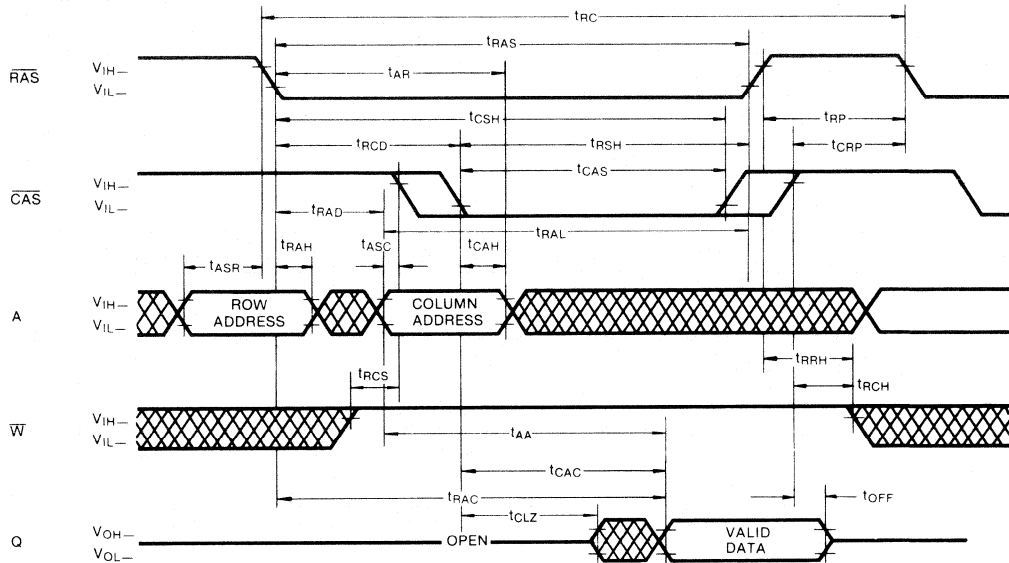 tRC
tRAS
tAR
RAS
VIH—
VIL—
tCSH
tRP
tRCD
tRSH
tCRP
tCAS
CAS
VIH—
VIL—
tRAD
tRAL
tRAH
tASC
tCAH
tASR
A
VIH—
VIL—
ROW
ADDRESS
COLUMN
ADDRESS
tRRH
tRCS
tRCH
W
VIH—
VIL—
tAA
tCAC
tRAC
tOFF
tCLZ
Q
VOH—
VOL—
OPEN
VALID
DATA